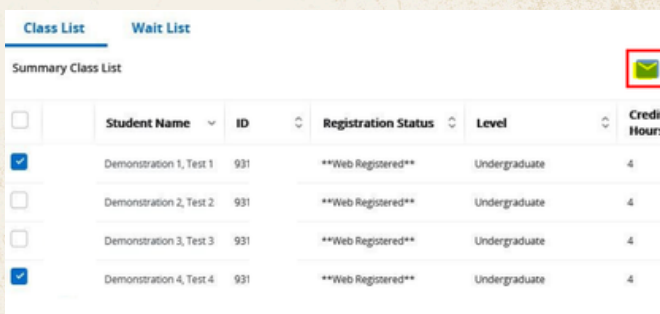 Class List Wait List
Summary Class List
Student Name ID Registration Status Level Credi
Hours
Demonstration 1, Test 1 931 **Web Registered** Undergraduate 4
Demonstration 2, Test 2 931 **Web Registered** Undergraduate 4
Demonstration 3, Test 3 931 **Web Registered** Undergraduate 4
Demonstration 4, Test 4 931 **Web Registered** Undergraduate 4